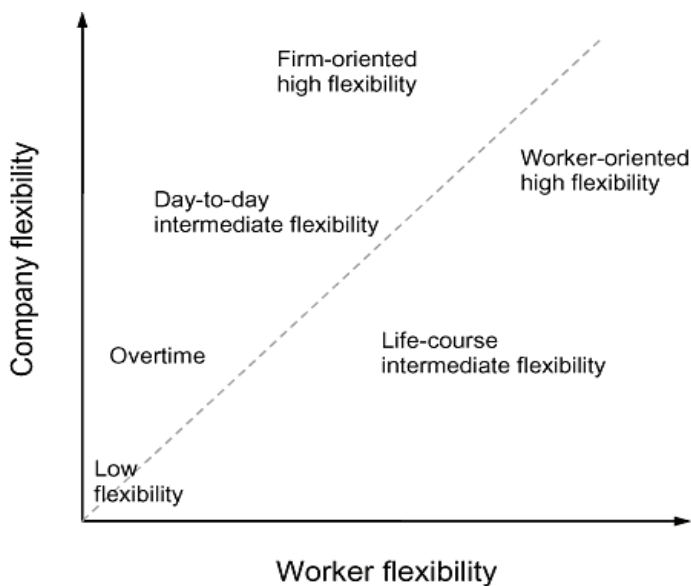 Firm-oriented
high flexibility
Worker-oriented
high flexibility
Day-to-day
intermediate flexibility
Company flexibility
Life-course
intermediate flexibility
Overtime
Low
flexibility
Worker flexibility